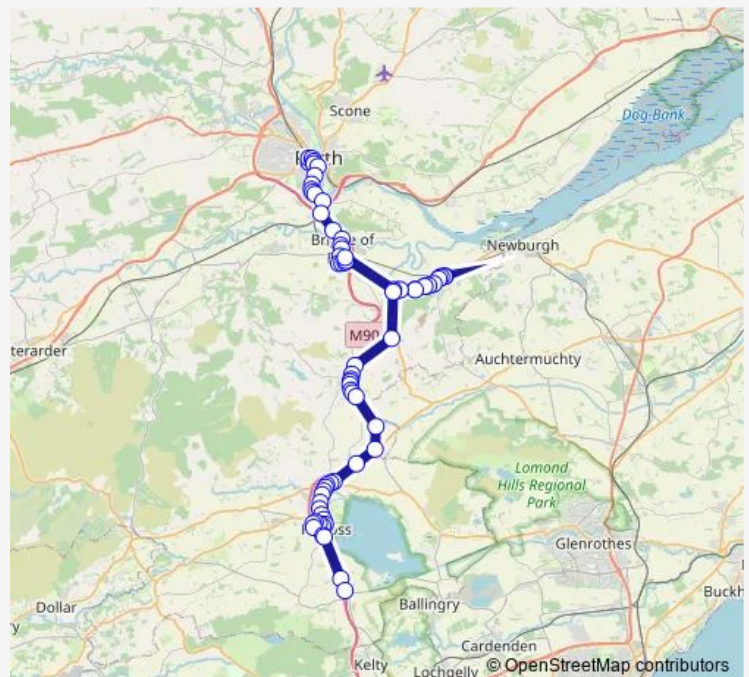 Dog Bank
Scone
Perth
Newburgh
Bridge of
M90
terarder
Auchtermuchty
Lomond
Hills Regional
Park
Glenrothes
Buckh
Dollar
Ballingry
Cardenden
Kelty
Lochgelly
© OpenStreetMap contributors